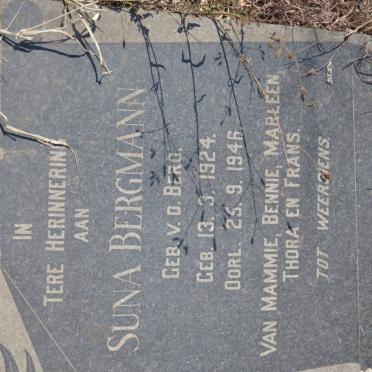 IN
TERE HERINNERING
AAN
SUNA BERGMANN
GEB. V. D. BERG
GEB. 13. 3. 1924.
OORL. 25. 9. 1946.
VAN MAMMIE, BENNIE, MARLEEN
THORA EN FRANS.
TOT WEERSIENS.